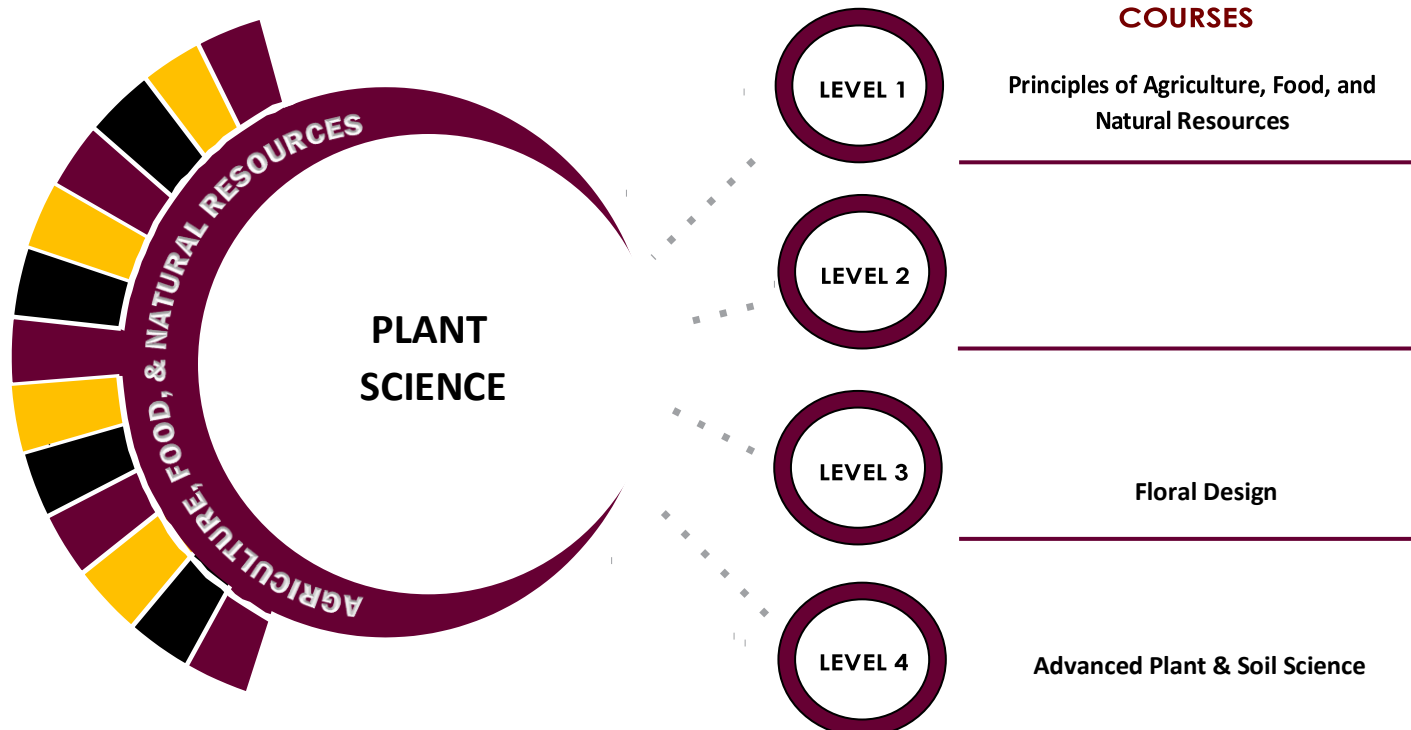 AGRICULTURE, FOOD, & NATURAL RESOURCES
PLANT
SCIENCE
COURSES
LEVEL 1
Principles of Agriculture, Food, and
Natural Resources
LEVEL 2
LEVEL 3
Floral Design
LEVEL 4
Advanced Plant & Soil Science